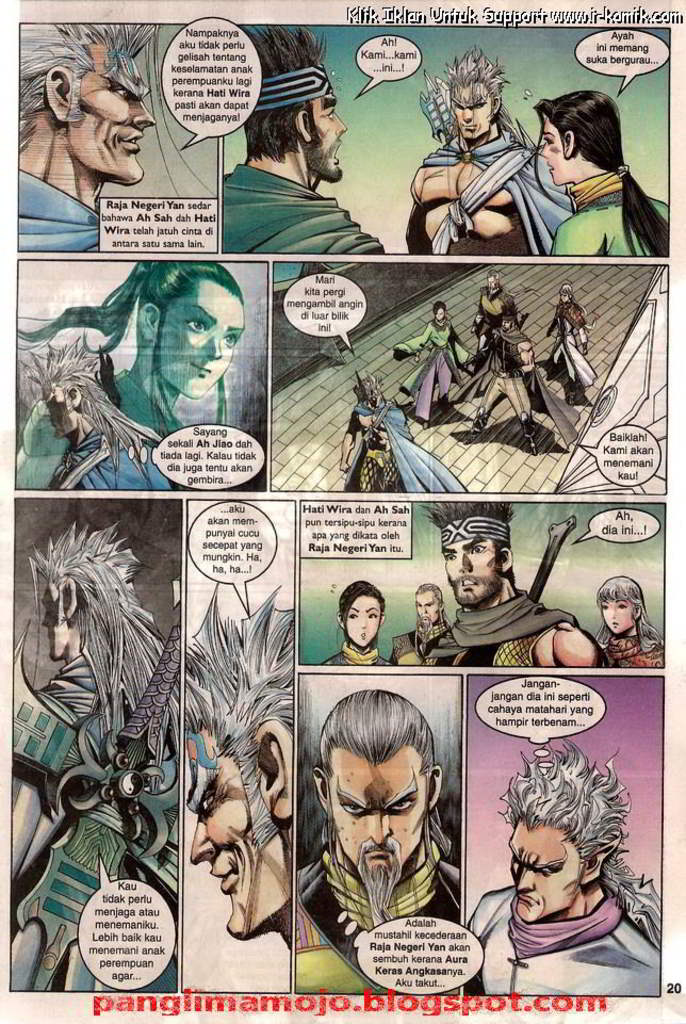 Klik Iklan Untuk Support www.i-komik.com
Nampaknya
aku tidak perlu
gelisah tentang
keselamatan anak
perempuanku lagi
kerana Hati Wira
pasti akan dapat
menjaganya!
Raja Negeri Yan sedar
bahawa Ah Sah dah Hati
Wira telah jatuh cinta di
antara satu sama lain.
Ah!
Kami...kami
...ini...!
Ayah
ini memang
suka bergurau...
Sayang
sekali Ah Jiao dah
tiada lagi. Kalau tidak
dia juga tentu akan
gembira...
Mari
kita pergi
mengambil angin
di luar bilik
ini!
Baiklah!
Kami akan
menemani
kau!
Kau
tidak perlu
menjaga atau
menemaniku.
Lebih baik kau
menemani anak
perempuan
agar...
...aku
akan mem-
punyai cucu
secepat yang
mungkin. Ha,
ha, ha...!
Hati Wira dan Ah Sah
pun tersipu-sipu kerana
apa yang dikata oleh
Raja Negeri Yan itu.
Ah,
dia ini...!
Adalah
mustahil kecederaan
Raja Negeri Yan akan
sembuh kerana Aura
Keras Angkasanya.
Aku takut...
Jangan-
jangan dia ini seperti
cahaya matahari yang
hampir terbenam...
20
panglimamojo.blogspot.com